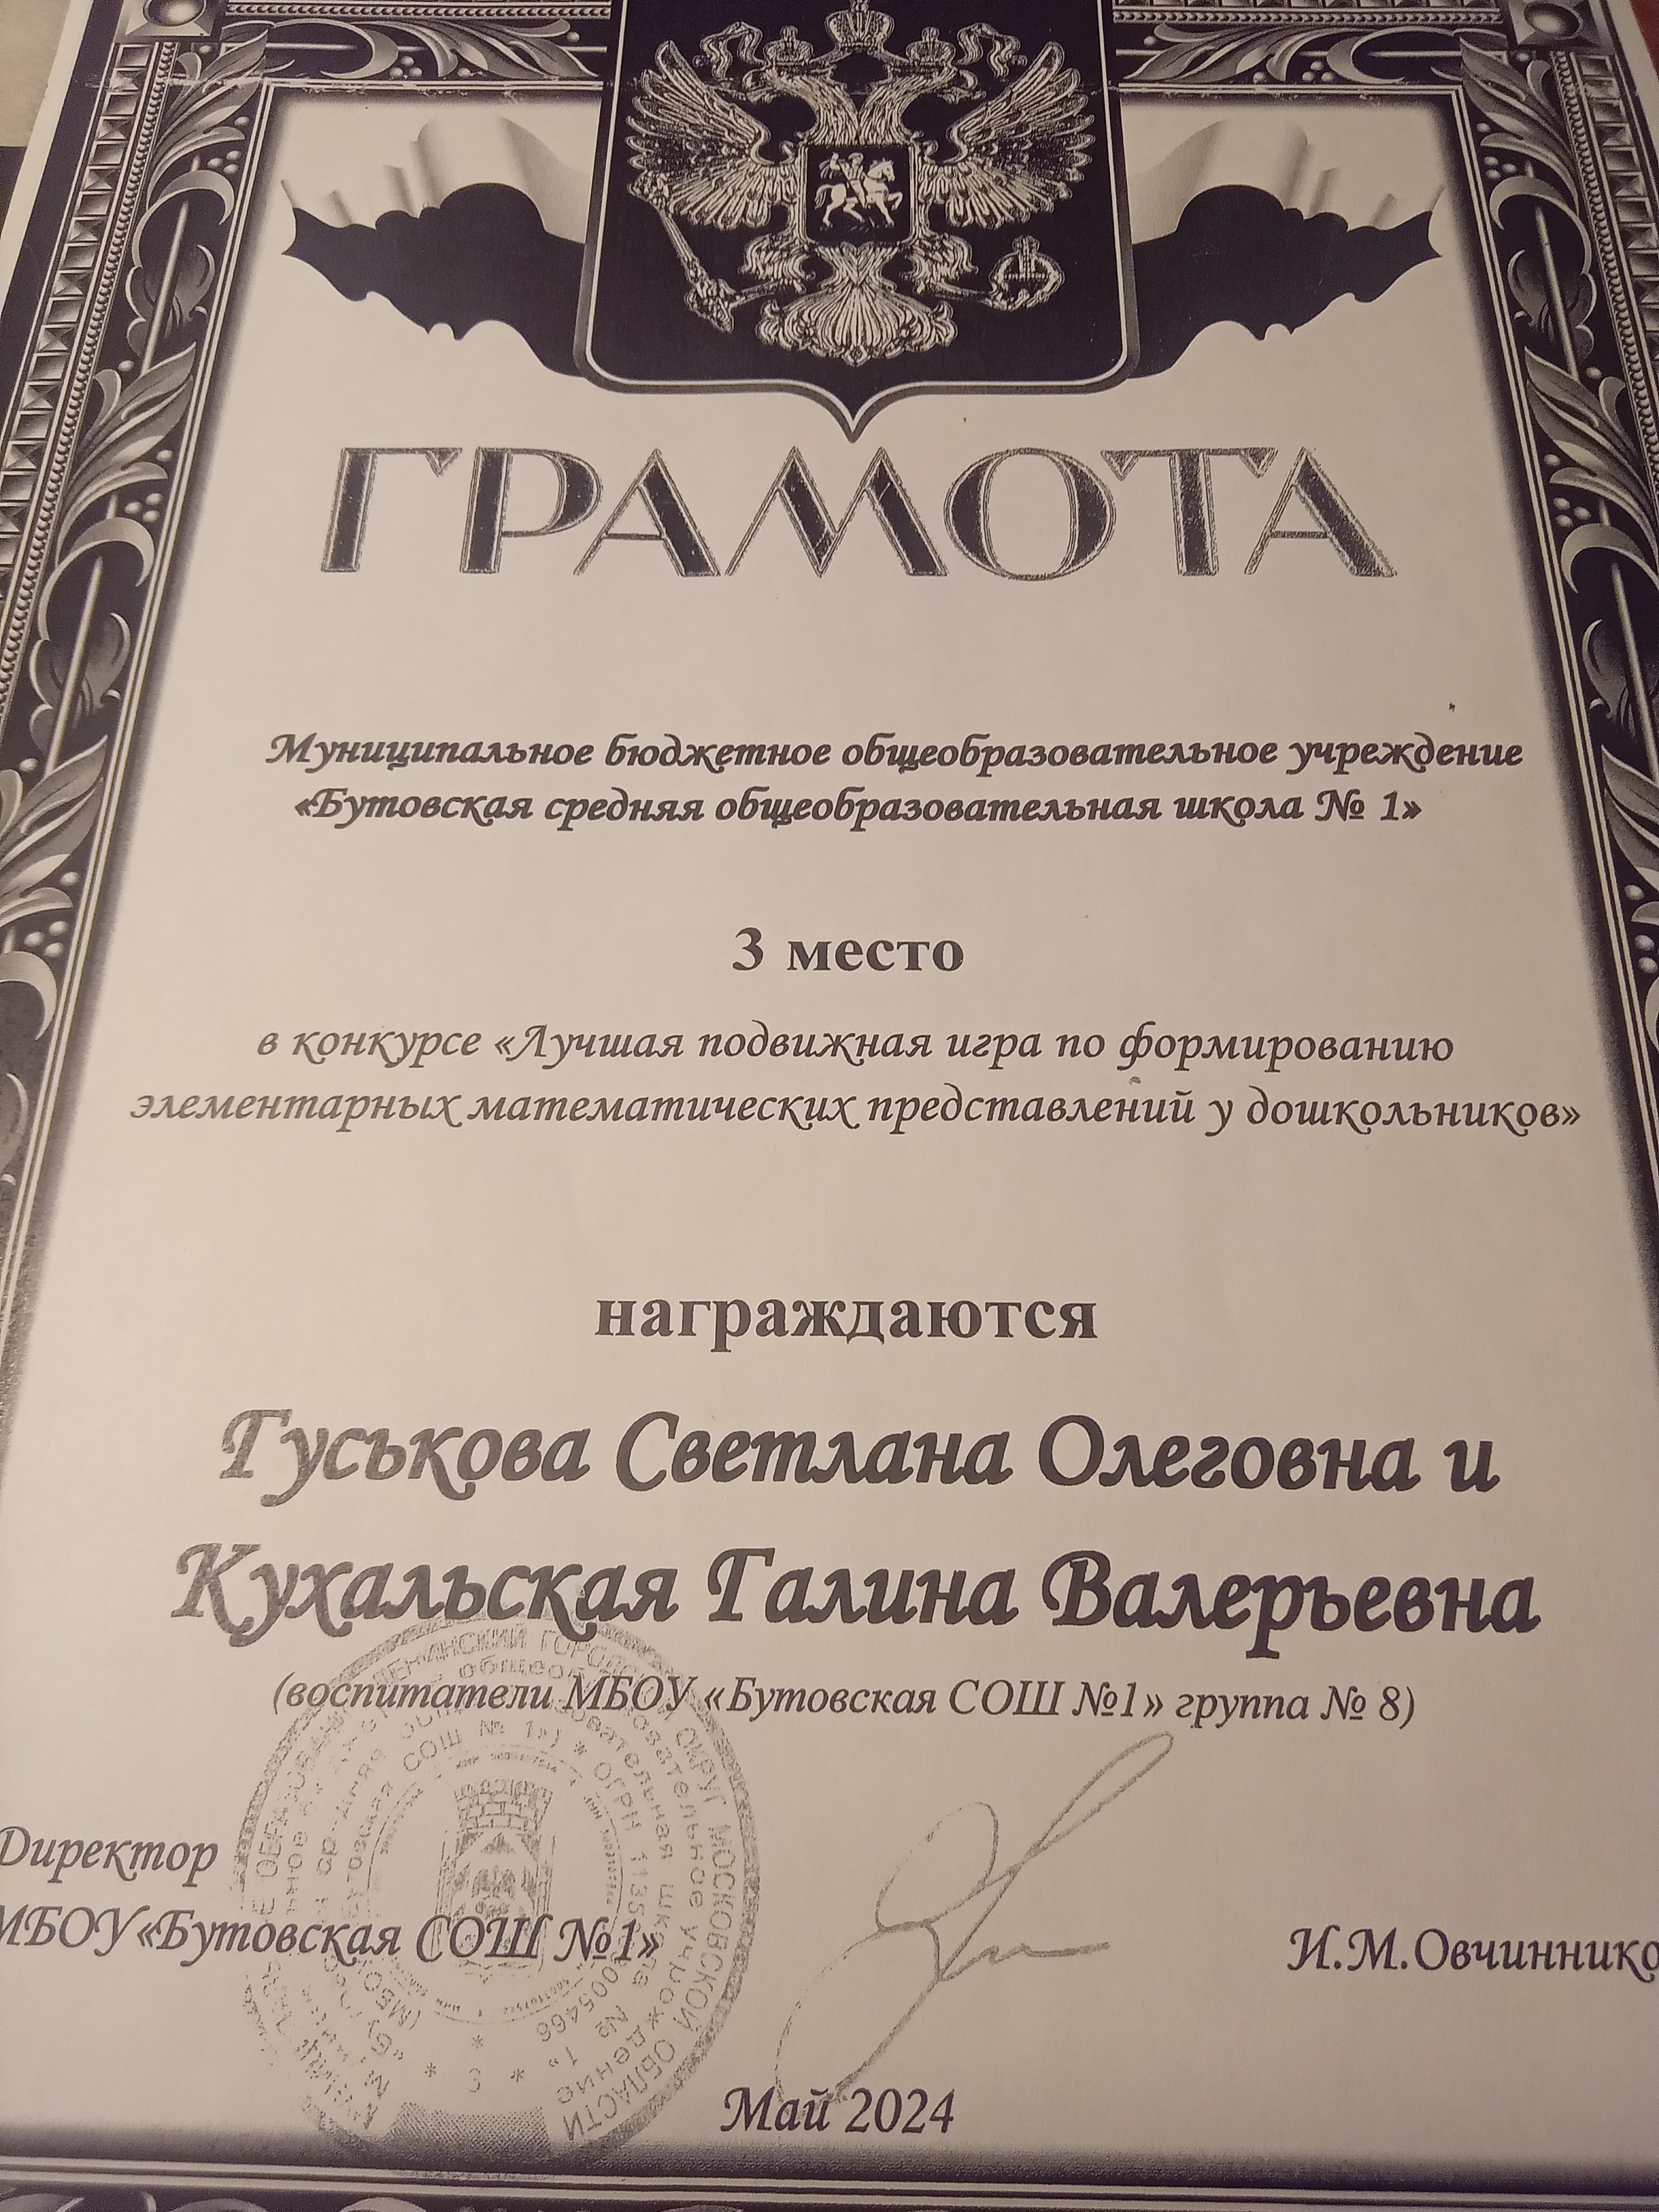 ГРАМОТА
Муниципальное бюджетное общеобразовательное учреждение
«Бутовская средняя общеобразовательная школа № 1»
3 место
в конкурсе «Лучшая подвижная игра по формированию
элементарных математических представлений у дошкольников»
награждаются
Гуськова Светлана Олеговна и
Кухальская Галина Валерьевна
(воспитатели МБОУ «Бутовская СОШ №1» группа № 8)
Директор
МБОУ «Бутовская СОШ №1»
И.М.Овчиннико
МОСКОВСКОЙ ОБЛАСТИ
Май 2024